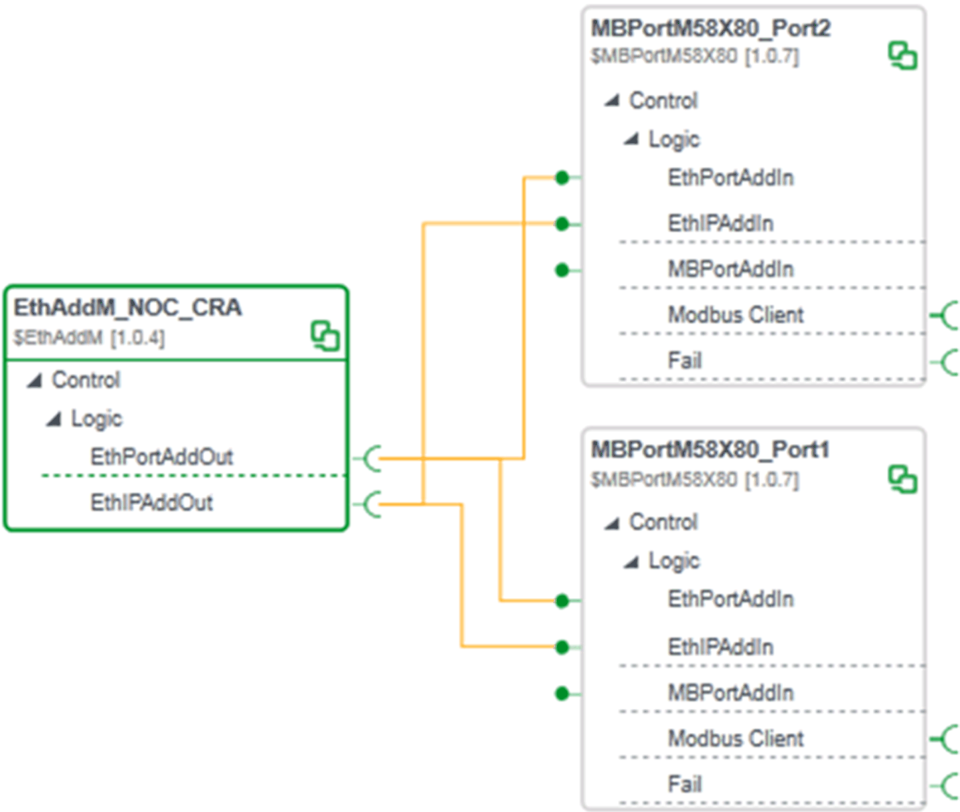 MBPortM58X80_Port2
$MBPortM58X80 [1.0.7]
Control
Logic
EthPortAddIn
EthIPAddIn
MBPortAddIn
Modbus Client
Fail
EthAddM_NOC_CRA
$EthAddM [1.0.4]
Control
Logic
EthPortAddOut
EthIPAddOut
MBPortM58X80_Port1
$MBPortM58X80 [1.0.7]
Control
Logic
EthPortAddIn
EthIPAddIn
MBPortAddIn
Modbus Client
Fail